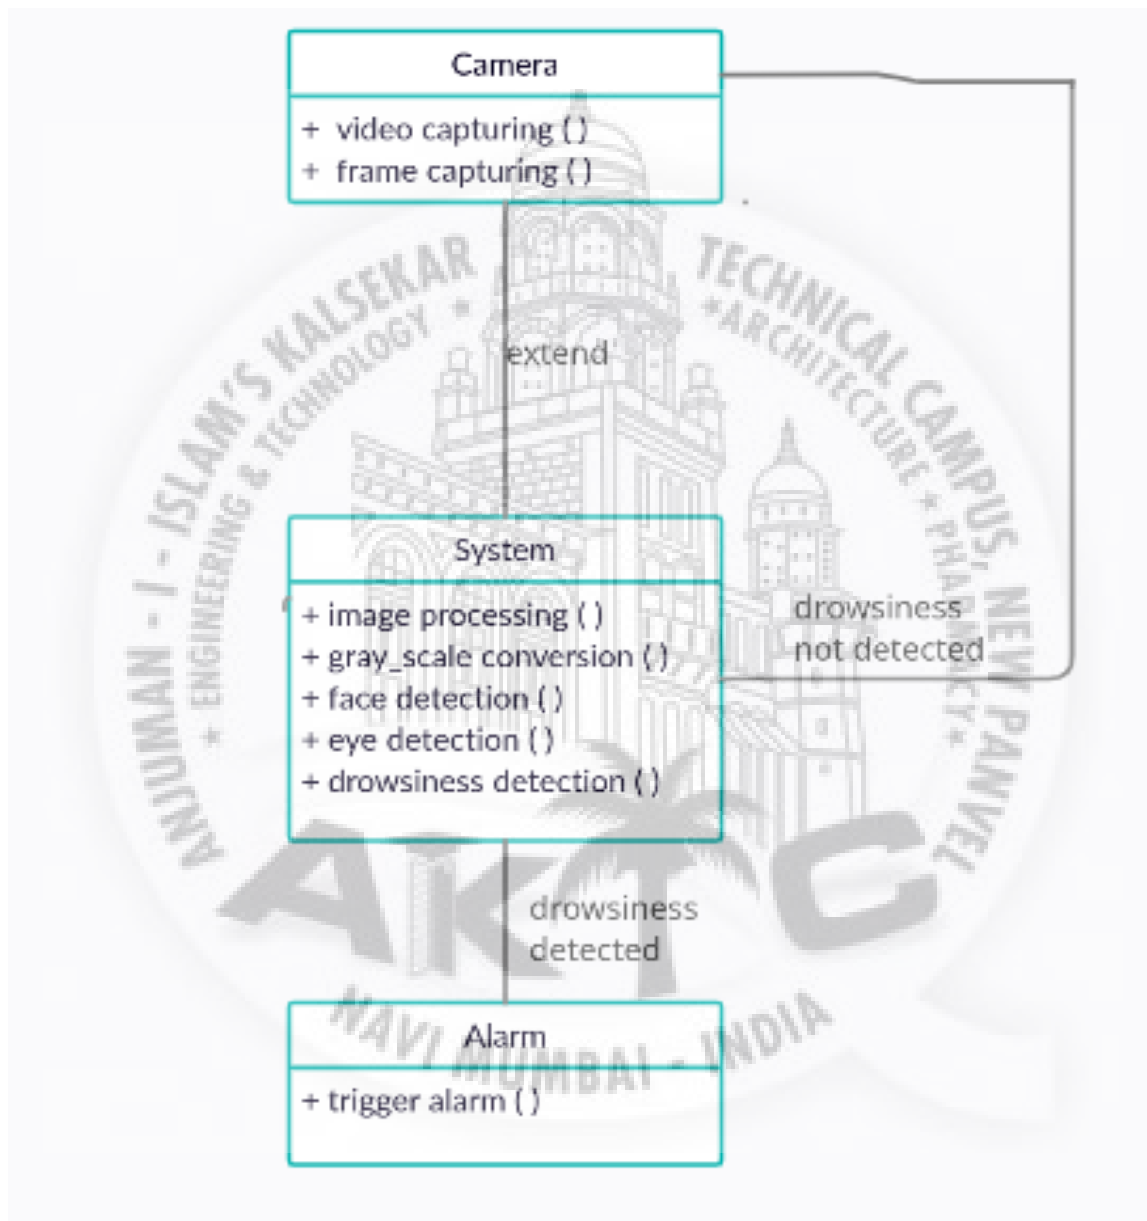 Camera
+ video capturing ( )
+ frame capturing ( )
extend
System
+ image processing ( )
+ gray_scale conversion ( )
+ face detection ( )
+ eye detection ( )
+ drowsiness detection ( )
drowsiness
not detected
drowsiness
detected
Alarm
+ trigger alarm ( )
ANJUMAN - I - ISLAM'S KALSEKAR TECHNICAL CAMPUS, NEW PANVEL
★ ENGINEERING & TECHNOLOGY ★ ARCHITECTURE ★ PHARMACY ★
AKTC
NAVI MUMBAI - INDIA